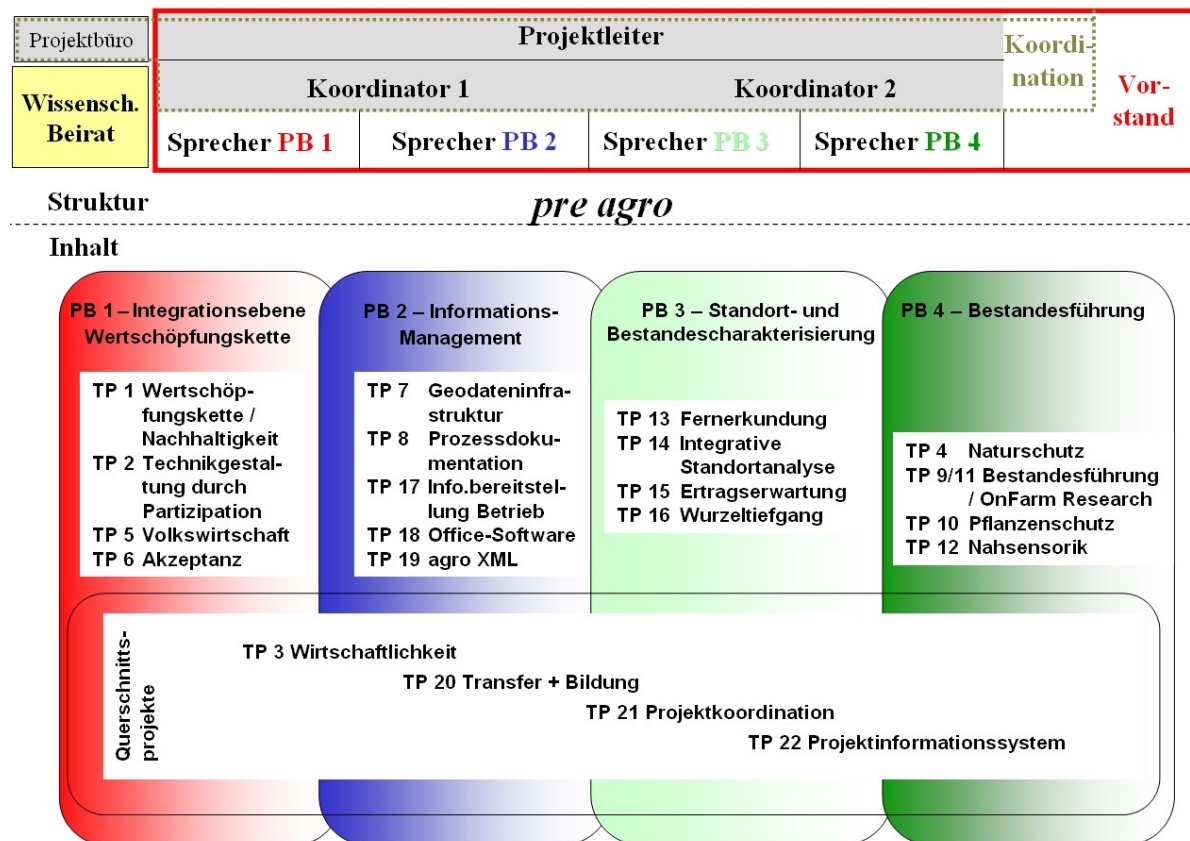 Projektbüro
Projektleiter
Koordi-
nation
Wissensch.
Beirat
Koordinator 1
Koordinator 2
Vor-
stand
Sprecher PB 1
Sprecher PB 2
Sprecher PB 3
Sprecher PB 4
Struktur
pre agro
Inhalt
PB 1 – Integrationsebene
Wertschöpfungskette
TP 1 Wertschöp-
fungskette /
Nachhaltigkeit
TP 2 Technikgestal-
tung durch
Partizipation
TP 5 Volkswirtschaft
TP 6 Akzeptanz
PB 2 – Informations-
Management
TP 7 Geodateninfra-
struktur
TP 8 Prozessdoku-
mentation
TP 17 Info.bereitstel-
lung Betrieb
TP 18 Office-Software
TP 19 agro XML
PB 3 – Standort- und
Bestandescharakterisierung
TP 13 Fernerkundung
TP 14 Integrative
Standortanalyse
TP 15 Ertragserwartung
TP 16 Wurzeltiefgang
PB 4 – Bestandesführung
TP 4 Naturschutz
TP 9/11 Bestandesführung
/ OnFarm Research
TP 10 Pflanzenschutz
TP 12 Nahsensorik
Querschnitts-
projekte
TP 3 Wirtschaftlichkeit
TP 20 Transfer + Bildung
TP 21 Projektkoordination
TP 22 Projektinformationssystem